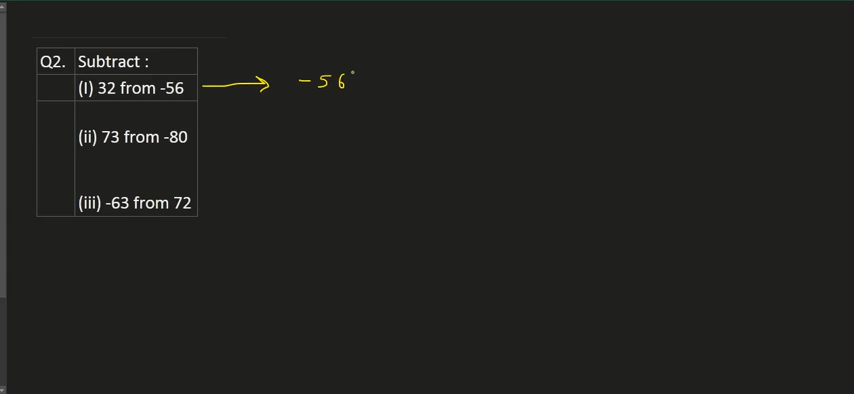 Q2. Subtract :
(I) 32 from -56 → -56
(ii) 73 from -80
(iii) -63 from 72